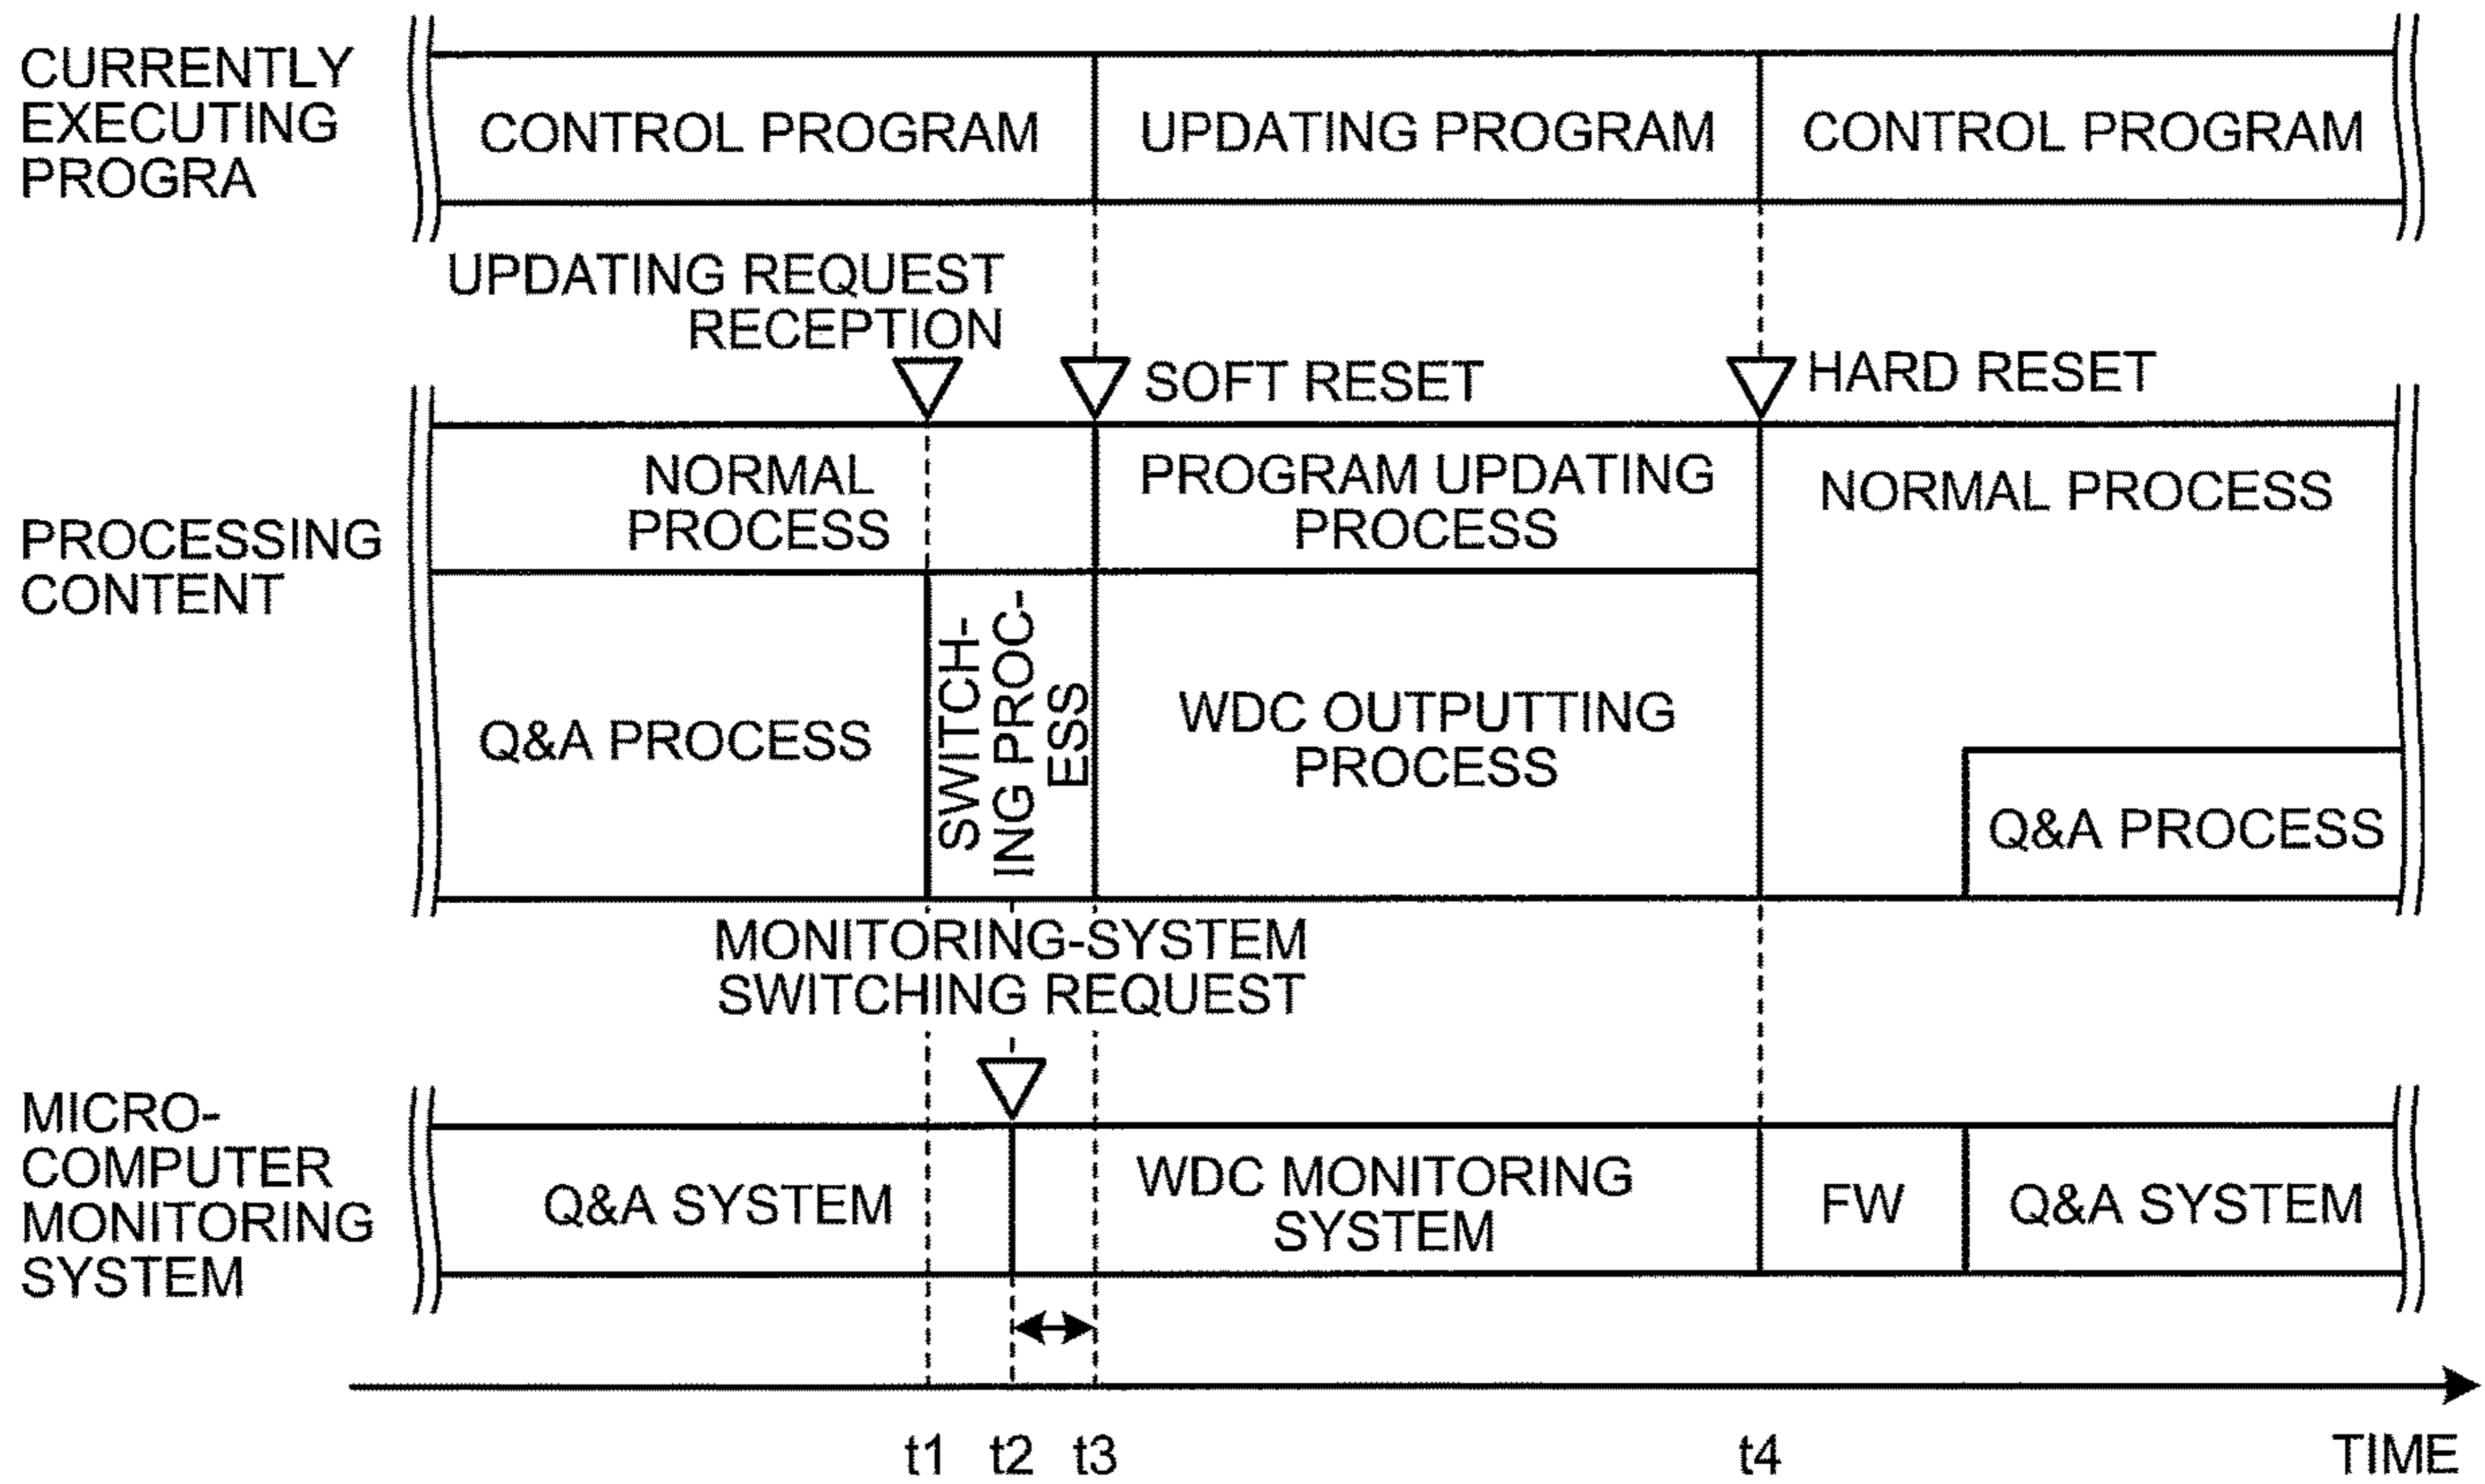 CURRENTLY
EXECUTING
PROGRA
CONTROL PROGRAM
UPDATING PROGRAM
CONTROL PROGRAM
UPDATING REQUEST
RECEPTION
SOFT RESET
HARD RESET
PROCESSING
CONTENT
NORMAL
PROCESS
PROGRAM UPDATING
PROCESS
NORMAL PROCESS
Q&A PROCESS
SWITCH-
ING PROC-
ESS
WDC OUTPUTTING
PROCESS
Q&A PROCESS
MONITORING-SYSTEM
SWITCHING REQUEST
MICRO-
COMPUTER
MONITORING
SYSTEM
Q&A SYSTEM
WDC MONITORING
SYSTEM
FW
Q&A SYSTEM
t1 t2 t3 t4 TIME